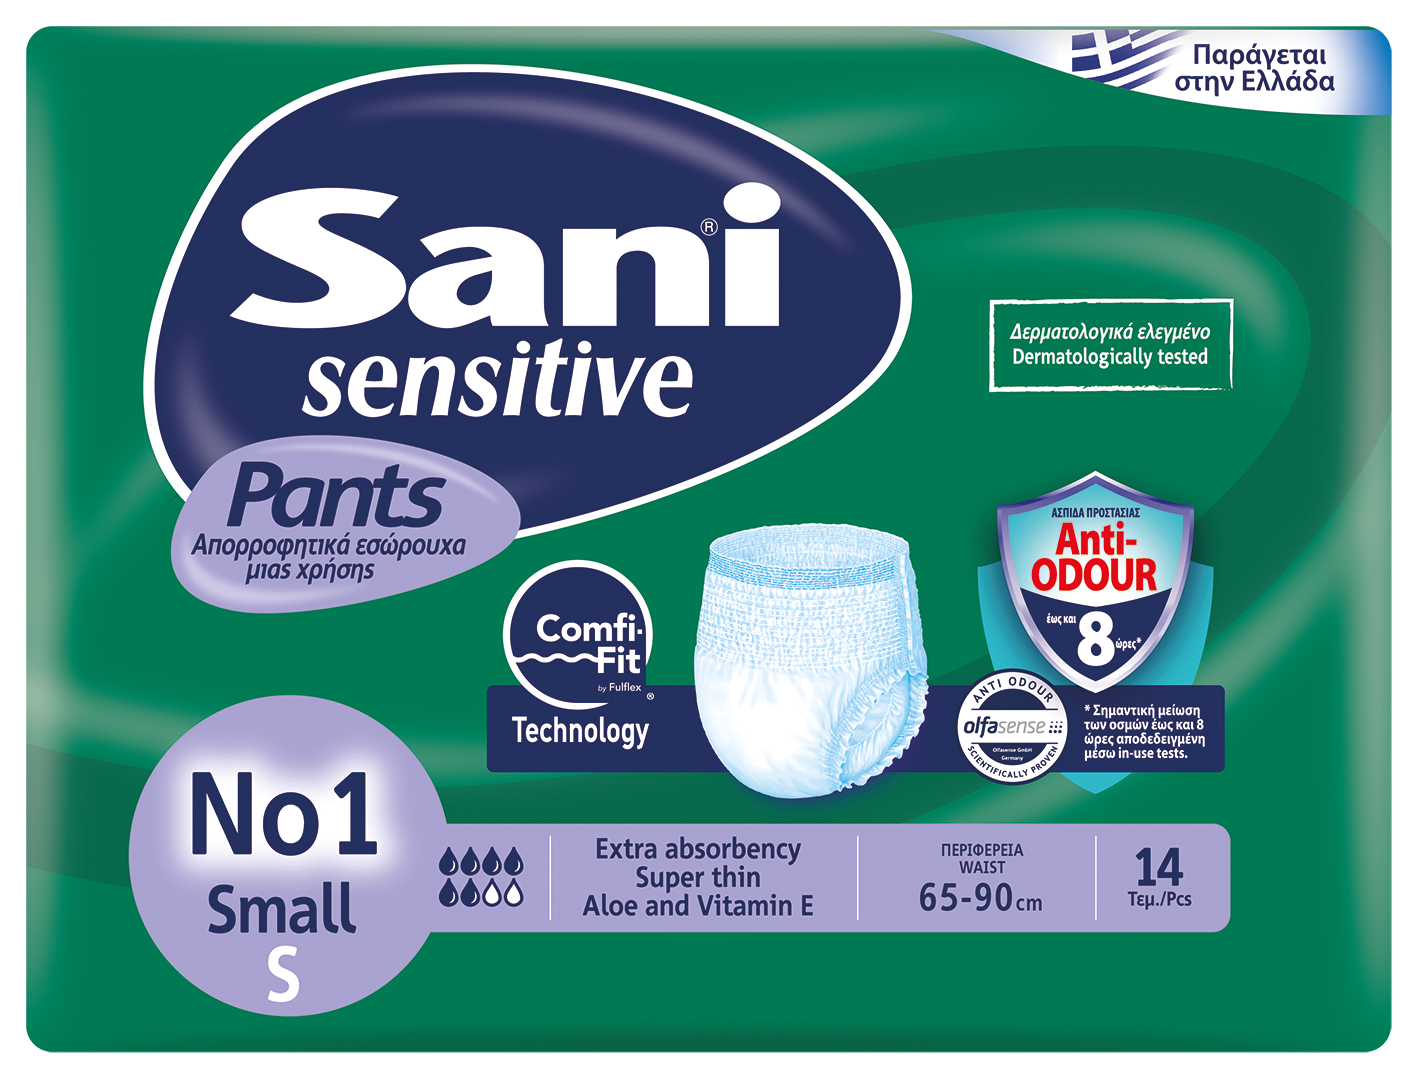 Παράγεται
στην Ελλάδα
Sani®
sensitive
Pants
Απορροφητικά εσώρουχα
μιας χρήσης
Δερματολογικά ελεγμένο
Dermatologically tested
ΑΣΠΙΔΑ ΠΡΟΣΤΑΣΙΑΣ
Anti-
ODOUR
έως και
8 ώρες*
Comfi-
Fit
by Fulflex ®
Technology
ANTI ODOUR
olfasense
Olfasense GmbH
Germany
SCIENTIFICALLY PROVEN
* Σημαντική μείωση
των οσμών έως και 8
ώρες αποδεδειγμένη
μέσω in-use tests.
No1
Small
S
Extra absorbency
Super thin
Aloe and Vitamin E
ΠΕΡΙΦΕΡΕΙΑ
WAIST
65-90cm
14
Τεμ./Pcs